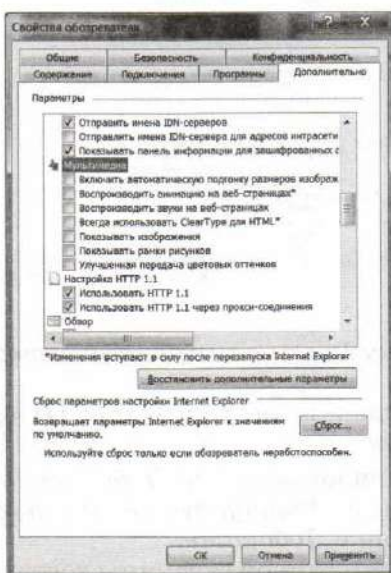 Свойства обозревателя
Общие
Безопасность
Конфиденциальность
Содержание
Подключения
Программы
Дополнительно
Параметры
Отправить имена IDN-серверов
Отправлять имена IDN-сервера для адресов интрасети
Показывать панель информации для зашифрованных с
Мультимедиа
Включить автоматическую подгонку размеров изображ
Воспроизводить анимацию на веб-страницах*
Воспроизводить звуки на веб-страницах
Всегда использовать ClearType для HTML*
Показывать изображения
Показывать рамки рисунков
Улучшенная передача цветовых оттенков
Настройка HTTP 1.1
Использовать HTTP 1.1
Использовать HTTP 1.1 через прокси-соединения
Обзор
*Изменения вступают в силу после перезапуска Internet Explorer
Восстановить дополнительные параметры
Сброс параметров настройки Internet Explorer
Возвращает параметры Internet Explorer к значениям
по умолчанию.
Сброс...
Используйте сброс только если обозреватель неработоспособен.
ОК
Отмена
Применить